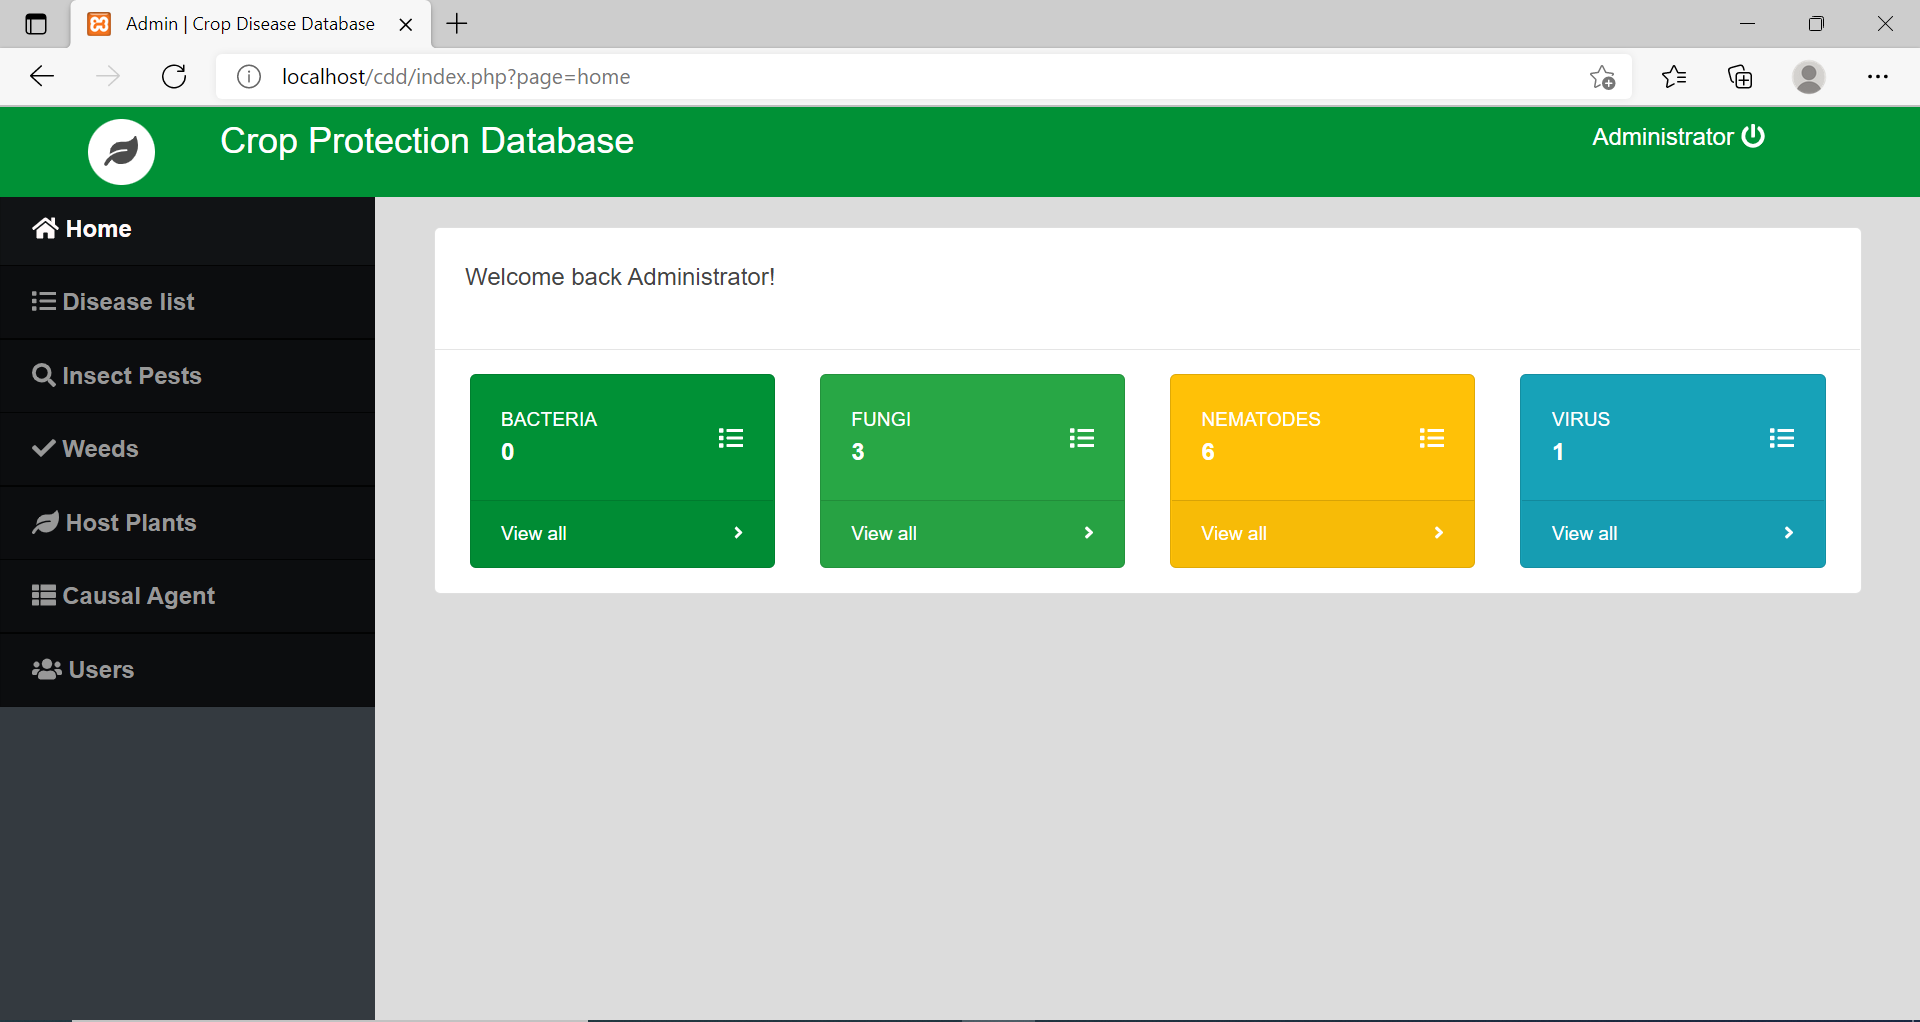 Admin | Crop Disease Database
localhost/cdd/index.php?page=home
Crop Protection Database
Administrator
Home
Disease list
Insect Pests
Weeds
Host Plants
Causal Agent
Users
Welcome back Administrator!
BACTERIA
0
View all
FUNGI
3
View all
NEMATODES
6
View all
VIRUS
1
View all